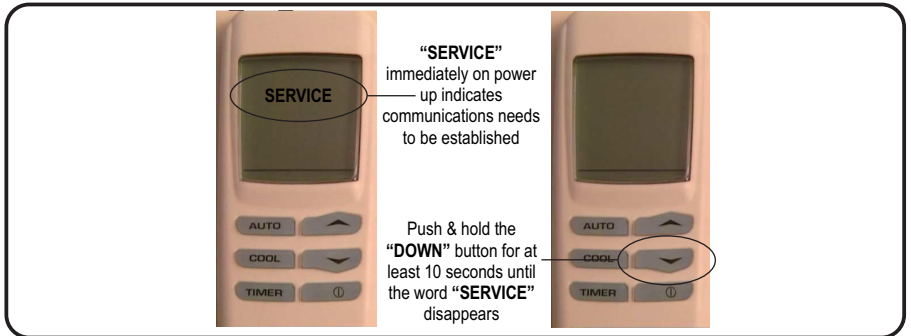 SERVICE
AUTO
COOL
TIMER
“SERVICE”
immediately on power
up indicates
communications needs
to be established
Push & hold the
“DOWN” button for at
least 10 seconds until
the word “SERVICE”
disappears
AUTO
COOL
TIMER